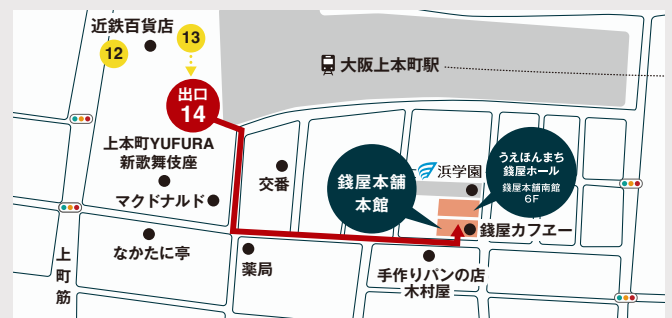 近鉄百貨店
12
13
大阪上本町駅
出口
14
上本町YUFURA
新歌舞伎座
マクドナルド
交番
浜学園
うえほんまち
錢屋ホール
錢屋本舗南館
6F
錢屋本舗
本館
錢屋カフヱー
なかたに亭
上町筋
薬局
手作りパンの店
木村屋